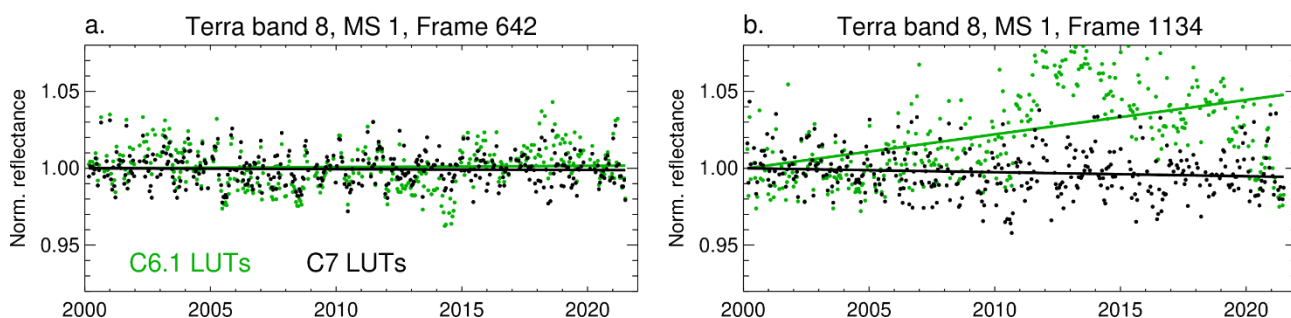 a. Terra band 8, MS 1, Frame 642
Norm. reflectance
1.05
1.00
0.95
C6.1 LUTs C7 LUTs
2000 2005 2010 2015 2020
b. Terra band 8, MS 1, Frame 1134
Norm. reflectance
1.05
1.00
0.95
2000 2005 2010 2015 2020